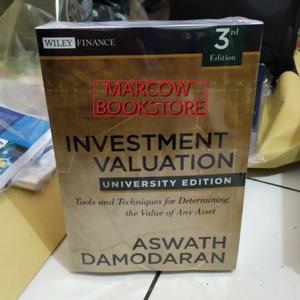 WILEY FINANCE
3rd
Edition
MARCOW
BOOKSTORE
INVESTMENT
VALUATION
UNIVERSITY EDITION
Tools and Techniques for Determining
the Value of Any Asset
ASWATH
DAMODARAN